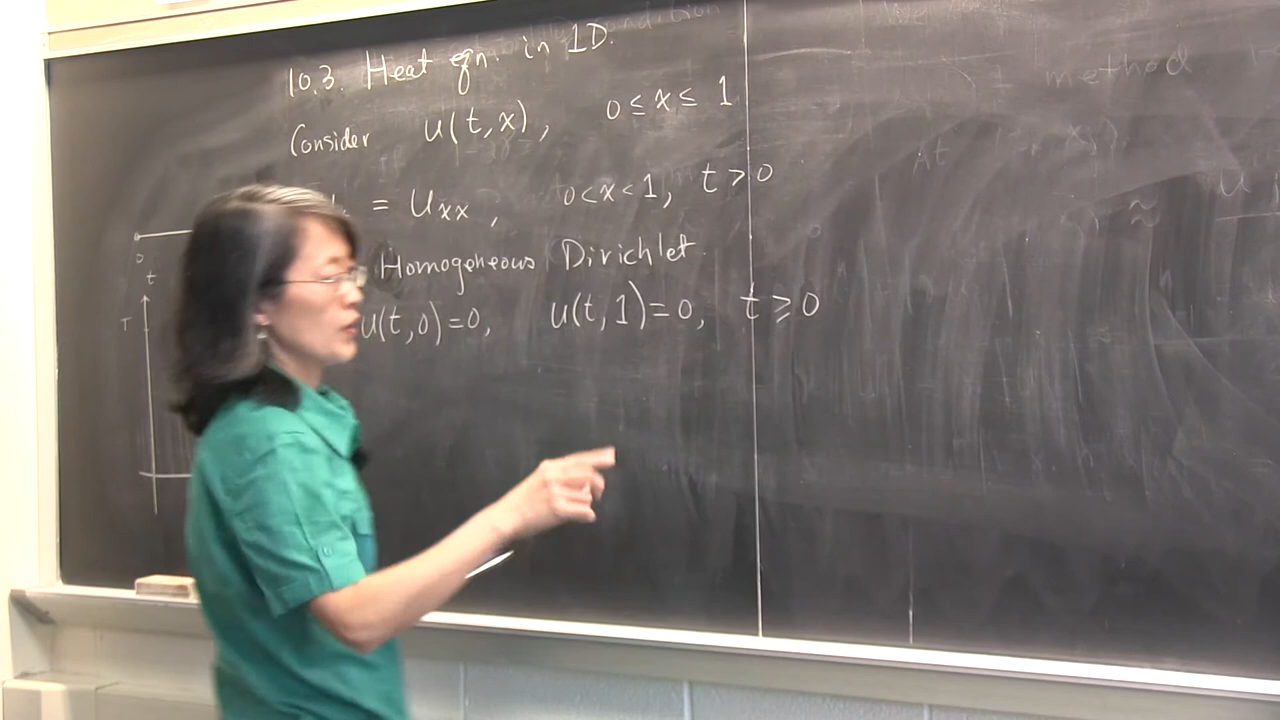 10.3. Heat eqn. in 1D.
Consider u(t,x), 0≤x≤1
= uxx, 0<x<1, t>0
Homogeneous Dirichlet.
u(t,0)=0, u(t,1)=0, t≥0
0
t
T
method